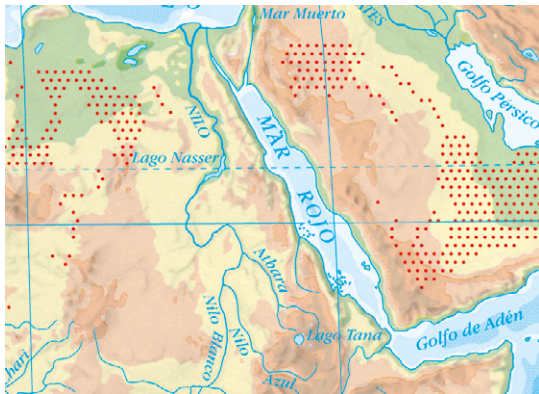 Mar Muerto
Golfo Pérsico
NILO
MAR
ROJO
Lago Nasser
Atbara
Nilo Blanco
Nilo
Azul
Lago Tana
Golfo de Adén